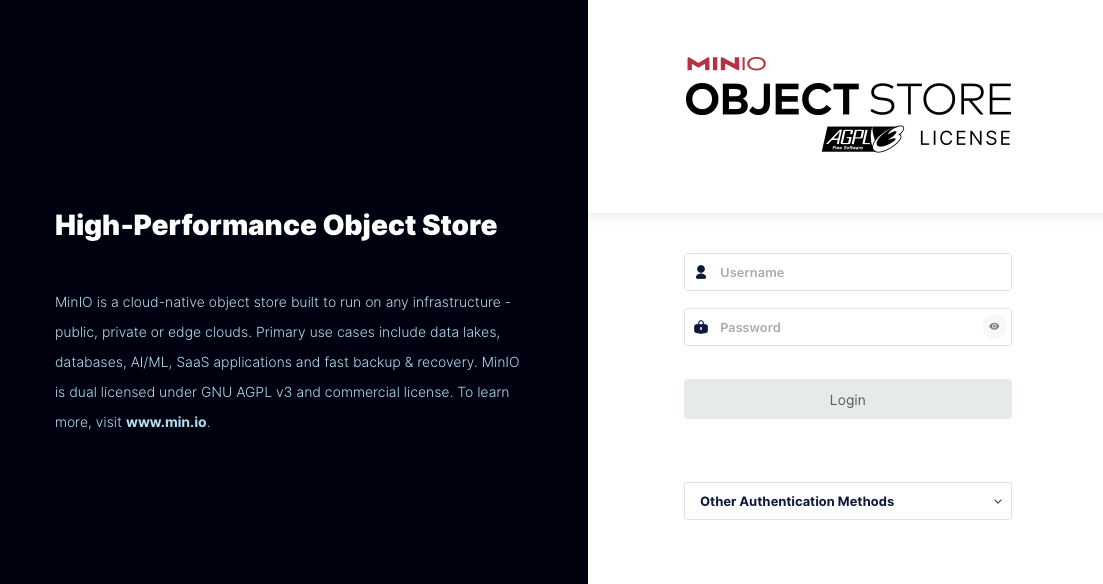 High-Performance Object Store
MinIO is a cloud-native object store built to run on any infrastructure -
public, private or edge clouds. Primary use cases include data lakes,
databases, AI/ML, SaaS applications and fast backup & recovery. MinIO
is dual licensed under GNU AGPL v3 and commercial license. To learn
more, visit www.min.io.
MINIO
OBJECT STORE
AGPL3 LICENSE
Free Software
Username
Password
Login
Other Authentication Methods